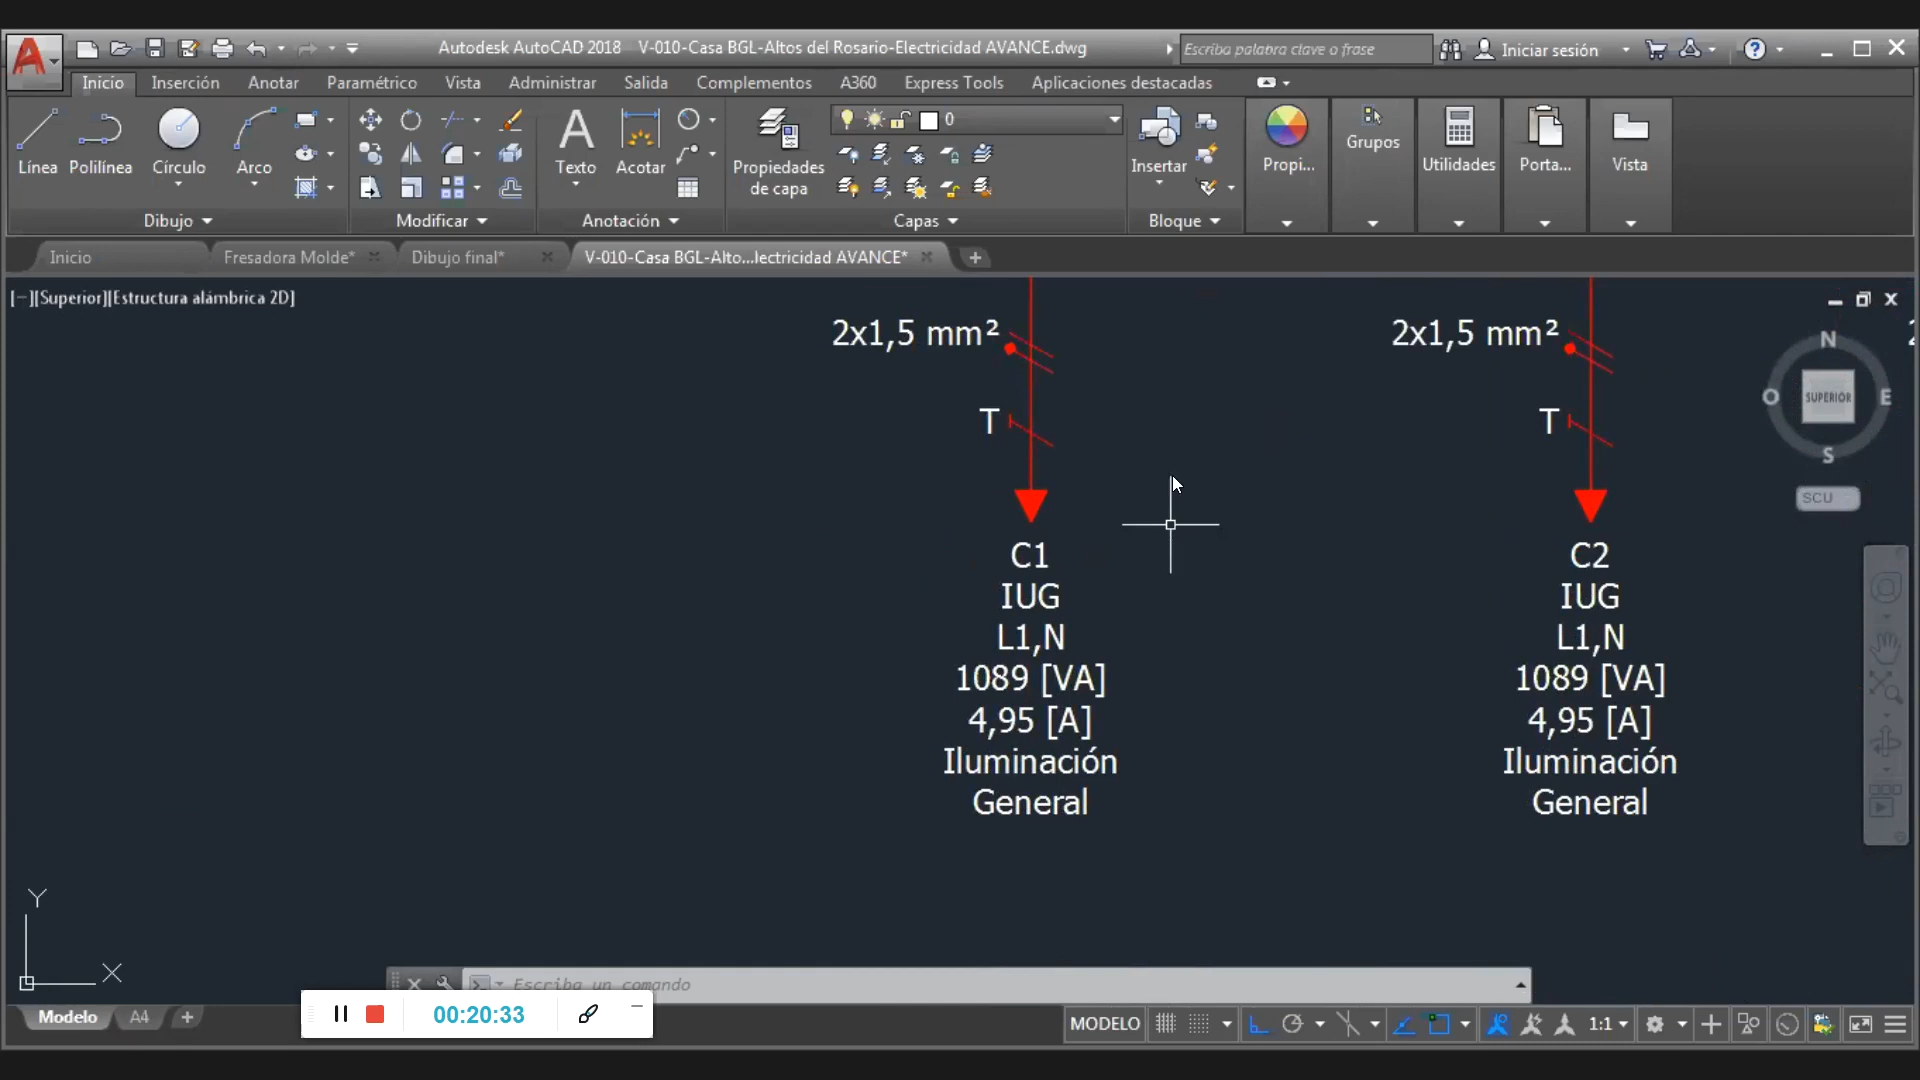 Autodesk AutoCAD 2018 V-010-Casa BGL-Altos del Rosario-Electricidad AVANCE.dwg
Escriba palabra clave o frase
Iniciar sesión
Inicio Inserción Anotar Paramétrico Vista Administrar Salida Complementos A360 Express Tools Aplicaciones destacadas
0
Línea Polilínea Círculo Arco
Texto Acotar
Propiedades de capa
Insertar
Propi...
Grupos
Utilidades
Porta...
Vista
Dibujo Modificar Anotación Capas Bloque
Inicio Fresadora Molde* Dibujo final* V-010-Casa BGL-Alto...lectricidad AVANCE*
[−][Superior][Estructura alámbrica 2D]
2x1,5 mm² 2x1,5 mm²
T T
N
O SUPERIOR E
S
SCU
C1 C2
IUG IUG
L1,N L1,N
1089 [VA] 1089 [VA]
4,95 [A] 4,95 [A]
Iluminación Iluminación
General General
Y
X
Escriba un comando
Modelo A4
00:20:33
MODELO 1:1